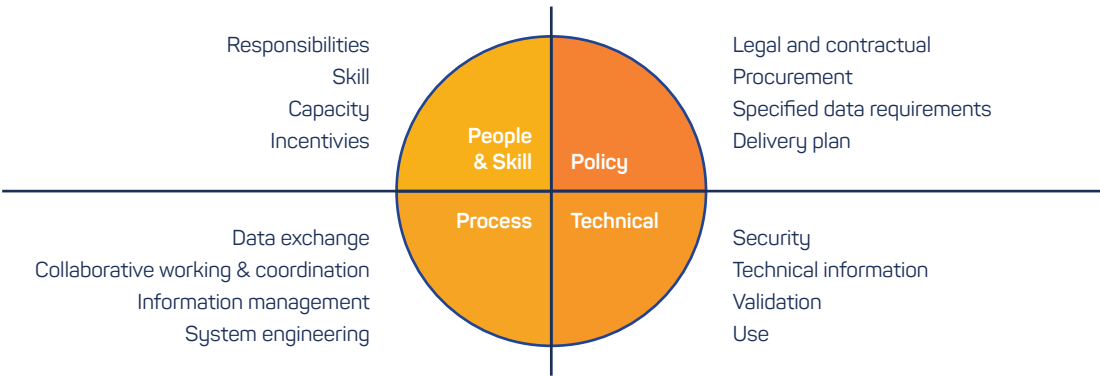 Responsibilities
Skill
Capacity
Incentivies
People
& Skill
Policy
Legal and contractual
Procurement
Specified data requirements
Delivery plan
Data exchange
Collaborative working & coordination
Information management
System engineering
Process
Technical
Security
Technical information
Validation
Use